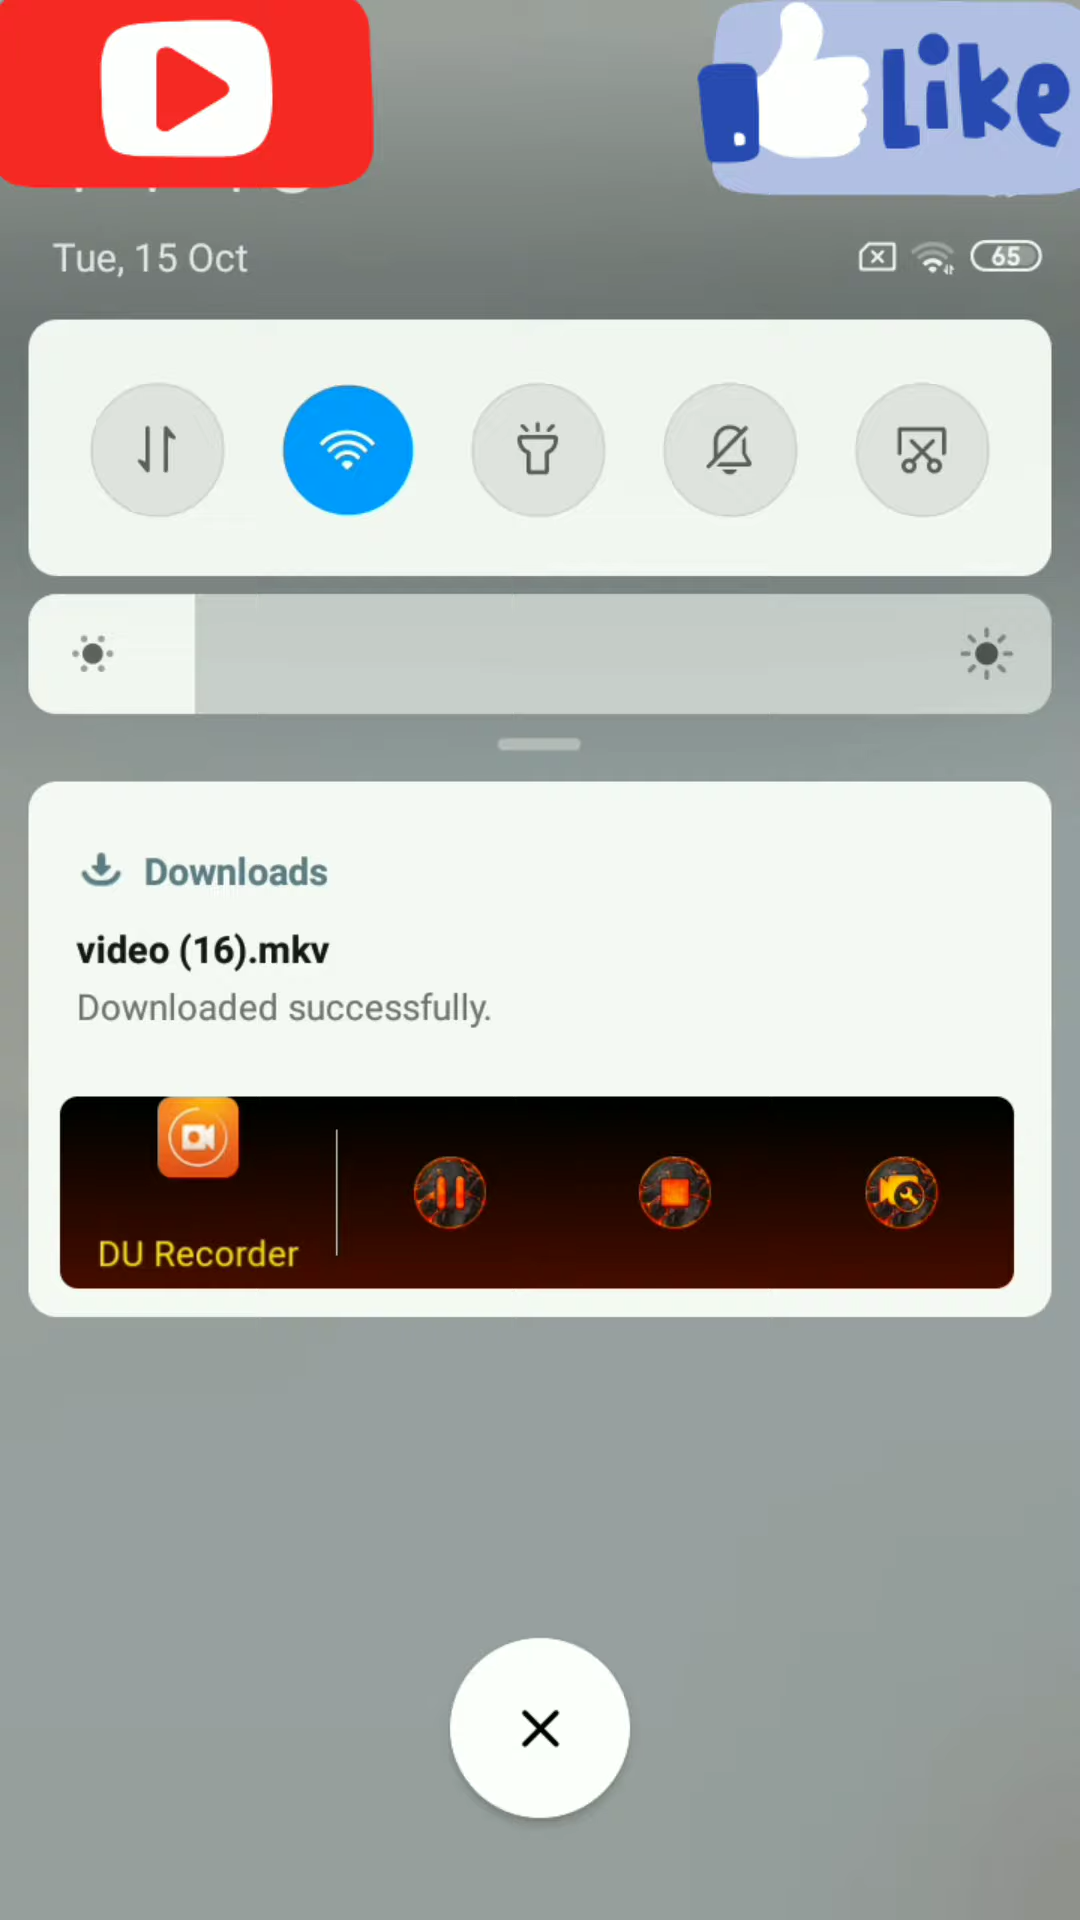 Like
Tue, 15 Oct
65
Downloads
video (16).mkv
Downloaded successfully.
DU Recorder